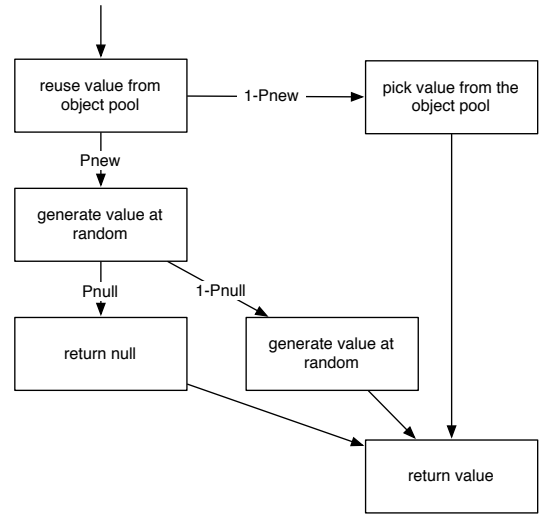 reuse value from
object pool
1-Pnew
pick value from the
object pool
Pnew
generate value at
random
Pnull
1-Pnull
return null
generate value at
random
return value